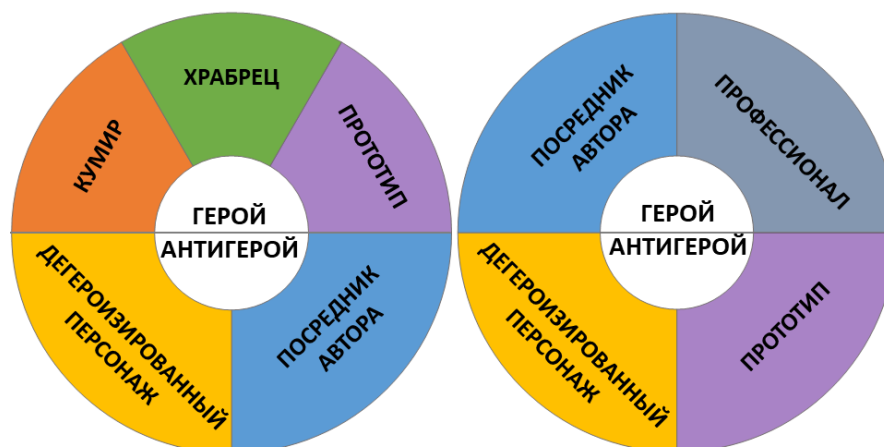 ХРАБРЕЦ
КУМИР
ПРОТОТИП
ГЕРОЙ
АНТИГЕРОЙ
ДЕГЕРОИЗИРОВАННЫЙ
ПЕРСОНАЖ
ПОСРЕДНИК
АВТОРА
ПОСРЕДНИК
АВТОРА
ПРОФЕССИОНАЛ
ГЕРОЙ
АНТИГЕРОЙ
ДЕГЕРОИЗИРОВАННЫЙ
ПЕРСОНАЖ
ПРОТОТИП